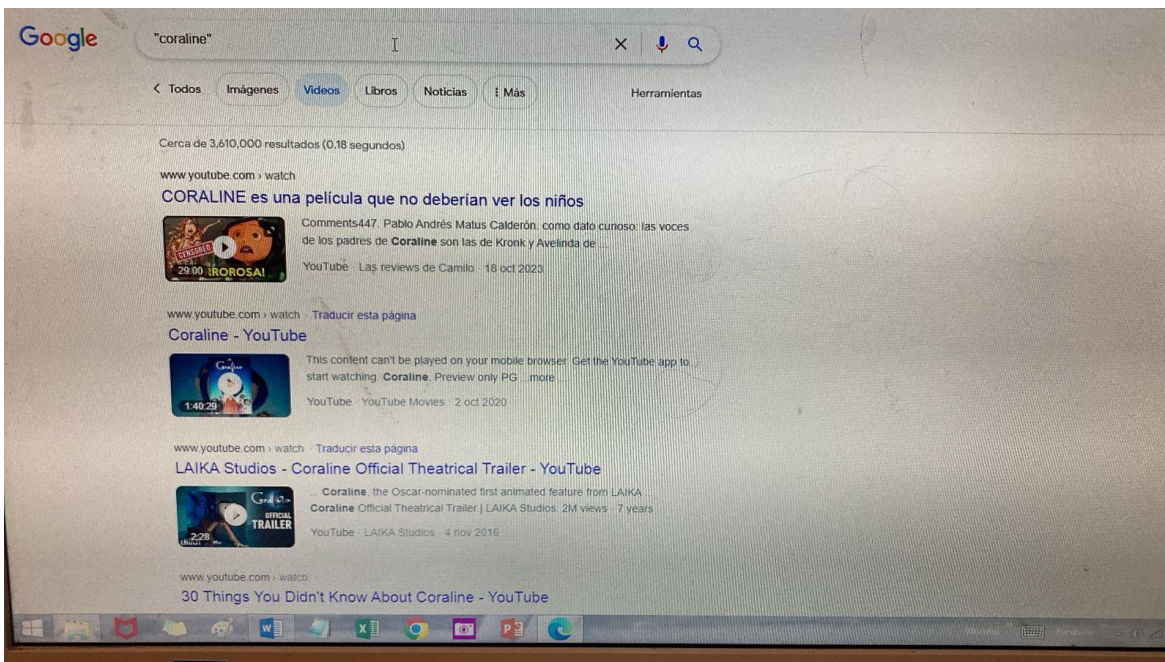 Google
"coraline"
Todos Imágenes Videos Libros Noticias Más Herramientas
Cerca de 3,610,000 resultados (0.18 segundos)
www.youtube.com › watch
CORALINE es una película que no deberían ver los niños
CENSORED
29:00 ¡ROROSA!
Comments447. Pablo Andrés Matus Calderón. como dato curioso: las voces
de los padres de Coraline son las de Kronk y Avelinda de ...
YouTube · Las reviews de Camilo · 18 oct 2023
www.youtube.com › watch · Traducir esta página
Coraline - YouTube
Coraline
1:40:29
This content can't be played on your mobile browser. Get the YouTube app to
start watching. Coraline. Preview only PG ...more ...
YouTube · YouTube Movies · 2 oct 2020
www.youtube.com › watch · Traducir esta página
LAIKA Studios - Coraline Official Theatrical Trailer - YouTube
Coraline
OFFICIAL
TRAILER
2:28
... Coraline, the Oscar-nominated first animated feature from LAIKA ...
Coraline Official Theatrical Trailer | LAIKA Studios. 2M views · 7 years
YouTube · LAIKA Studios · 4 nov 2016
www.youtube.com › watch
30 Things You Didn't Know About Coraline - YouTube